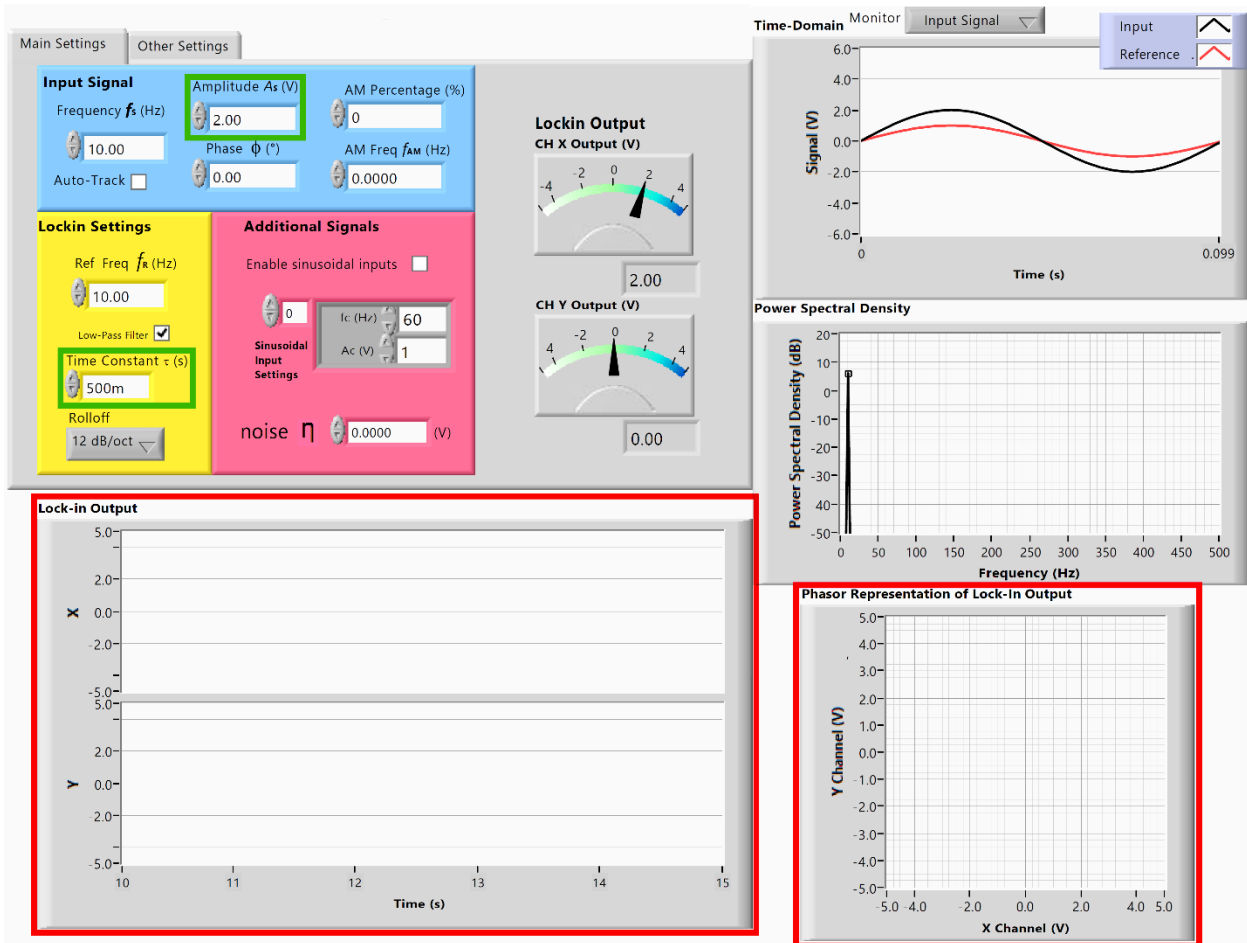 Main Settings
Other Settings
Input Signal
Frequency fs (Hz)
10.00
Auto-Track
Amplitude As (V)
2.00
Phase ϕ (°)
0.00
AM Percentage (%)
0
AM Freq fAM (Hz)
0.0000
Lockin Settings
Ref Freq fR (Hz)
10.00
Low-Pass Filter
Time Constant τ (s)
500m
Rolloff
12 dB/oct
Additional Signals
Enable sinusoidal inputs
0
Sinusoidal
Input
Settings
Ic (Hz)
60
Ac (V)
1
noise η
0.0000
(V)
Lockin Output
CH X Output (V)
-4
-2
0
2
4
2.00
CH Y Output (V)
4
-2
0
2
4
0.00
Time-Domain
Monitor
Input Signal
Input
Reference
6.0
4.0
2.0
0.0
-2.0
-4.0
-6.0
Signal (V)
0
0.099
Time (s)
Power Spectral Density
20
10
0
-10
-20
-30
40
-50
Power Spectral Density (dB)
0 50 100 150 200 250 300 350 400 450 500
Frequency (Hz)
Lock-in Output
5.0
2.0
0.0
-2.0
-5.0
X
5.0
2.0
0.0
-2.0
-5.0
Y
10 11 12 13 14 15
Time (s)
Phasor Representation of Lock-In Output
5.0
4.0
3.0
2.0
1.0
0.0
-1.0
-2.0
-3.0
-4.0
-5.0
Y Channel (V)
-5.0 -4.0 -2.0 0.0 2.0 4.0 5.0
X Channel (V)